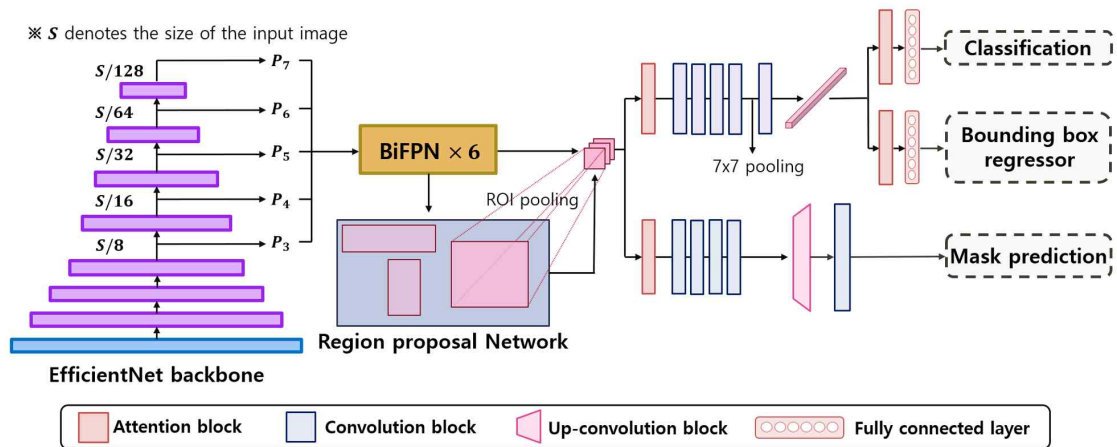 ※ S denotes the size of the input image
S/128
P7
S/64
P6
S/32
P5
S/16
P4
S/8
P3
EfficientNet backbone
BiFPN × 6
ROI pooling
Region proposal Network
7x7 pooling
Classification
Bounding box
regressor
Mask prediction
Attention block
Convolution block
Up-convolution block
Fully connected layer